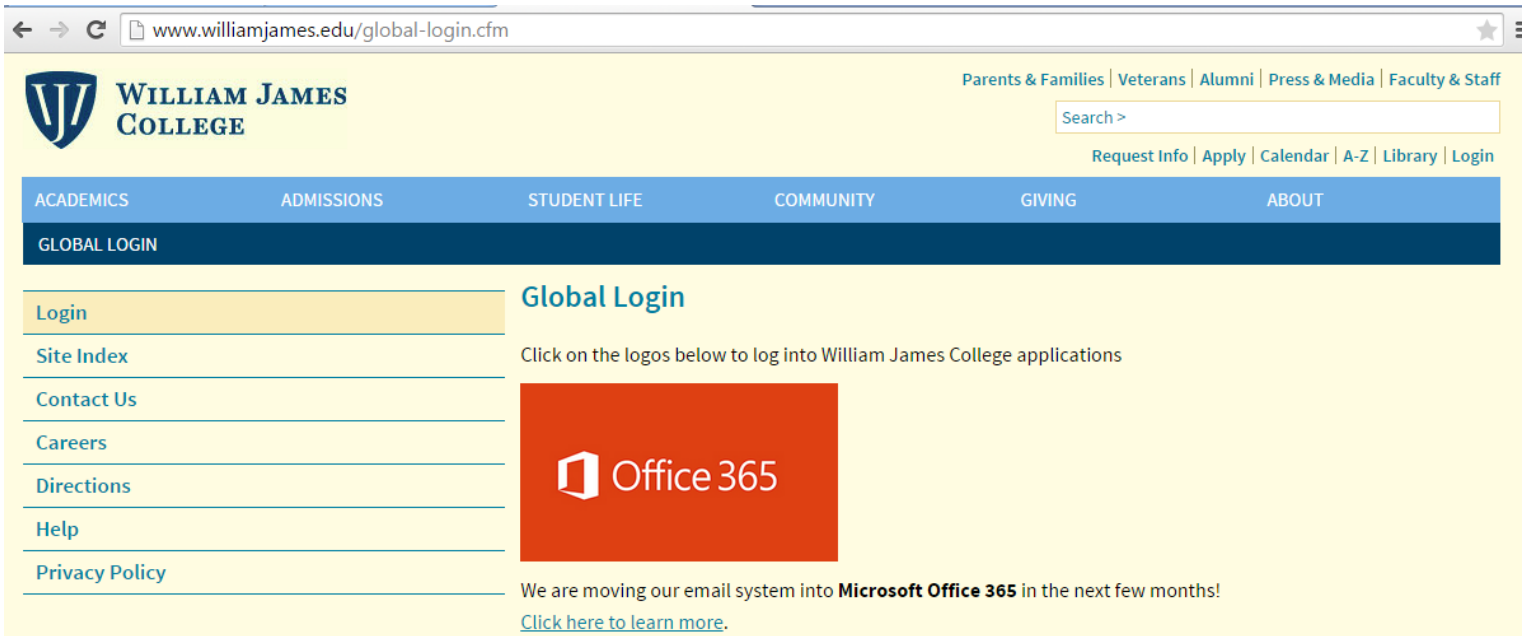 www.williamjames.edu/global-login.cfm
WILLIAM JAMES
COLLEGE
Parents & Families | Veterans | Alumni | Press & Media | Faculty & Staff
Search >
Request Info | Apply | Calendar | A-Z | Library | Login
ACADEMICS ADMISSIONS STUDENT LIFE COMMUNITY GIVING ABOUT
GLOBAL LOGIN
Login
Site Index
Contact Us
Careers
Directions
Help
Privacy Policy
Global Login
Click on the logos below to log into William James College applications
Office 365
We are moving our email system into Microsoft Office 365 in the next few months!
Click here to learn more.